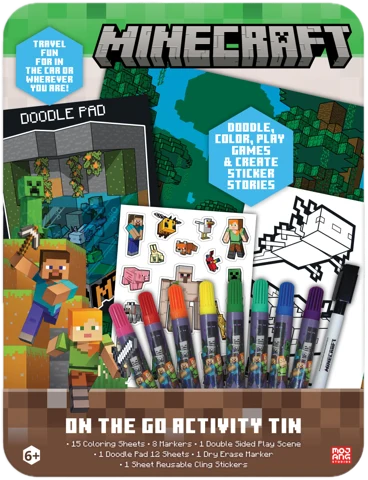 MINECRAFT
TRAVEL
FUN
FOR IN
THE CAR OR
WHEREVER
YOU ARE!
DOODLE PAD
DOODLE,
COLOR, PLAY
GAMES
& CREATE
STICKER
STORIES
ON THE GO ACTIVITY TIN
• 15 Coloring Sheets • 8 Markers • 1 Double Sided Play Scene
• 1 Doodle Pad 12 Sheets • 1 Dry Erase Marker
• 1 Sheet Reusable Cling Stickers
6+
MOJ
ANG
STUDIOS